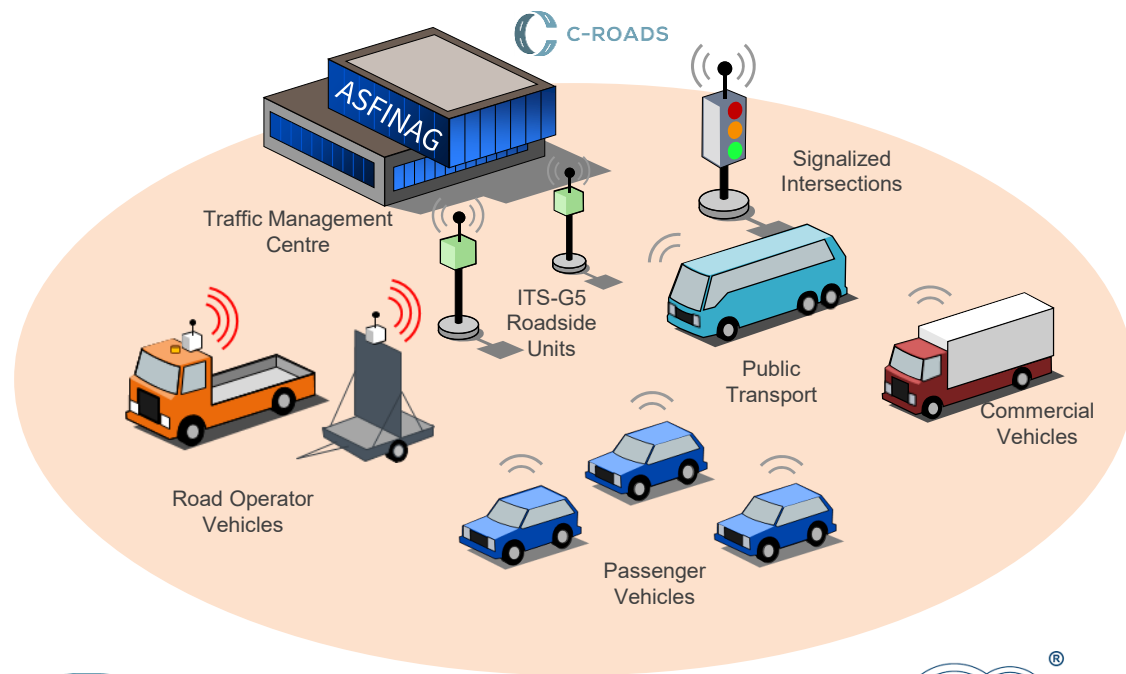 C-ROADS
ASFINAG
Signalized
Intersections
Traffic Management
Centre
ITS-G5
Roadside
Units
Public
Transport
Commercial
Vehicles
Road Operator
Vehicles
Passenger
Vehicles
®